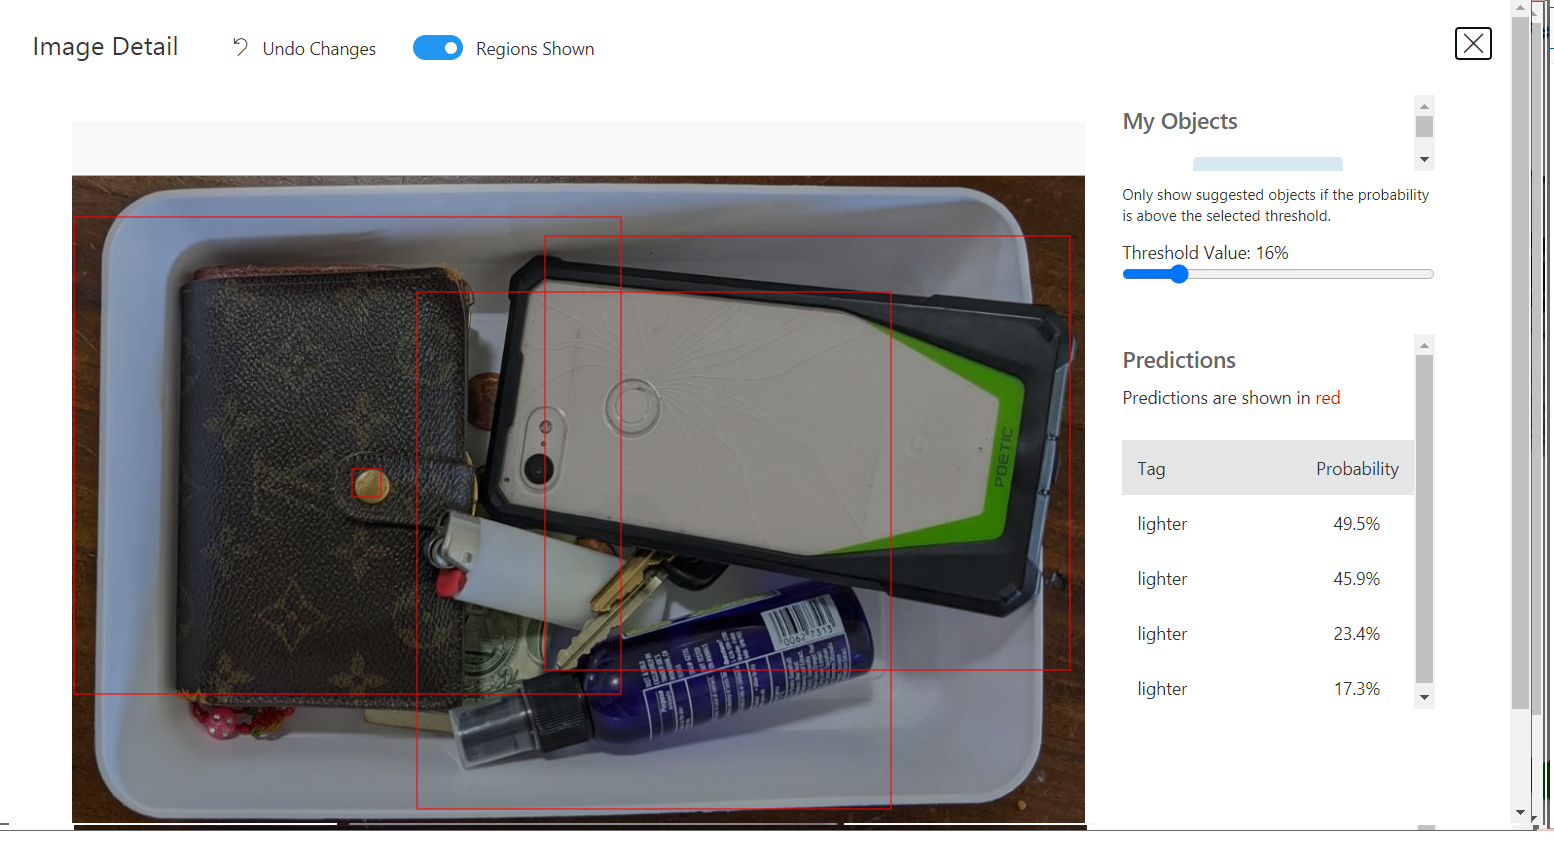 Image Detail
Undo Changes
Regions Shown
My Objects
Only show suggested objects if the probability
is above the selected threshold.
Threshold Value: 16%
Predictions
Predictions are shown in red
Tag Probability
lighter 49.5%
lighter 45.9%
lighter 23.4%
lighter 17.3%
POETIC